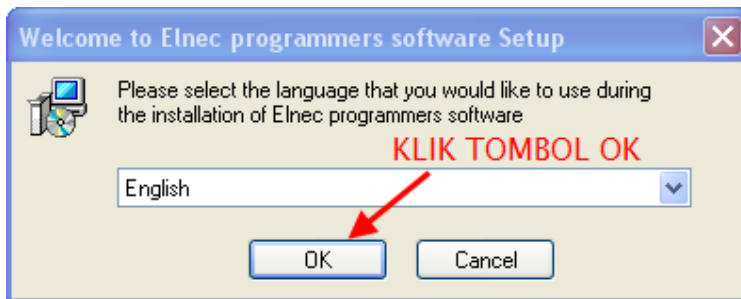 Welcome to Elnec programmers software Setup
Please select the language that you would like to use during
the installation of Elnec programmers software
KLIK TOMBOL OK
English
OK
Cancel